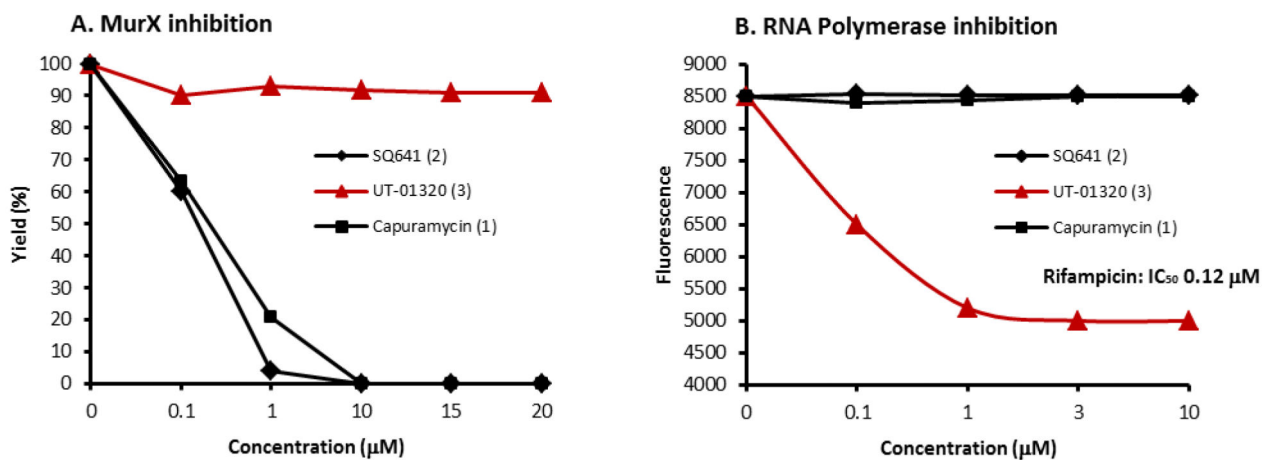 A. MurX inhibition
100
90
80
70
60
50
40
30
20
10
0
Yield (%)
SQ641 (2)
UT-01320 (3)
Capuramycin (1)
0 0.1 1 10 15 20
Concentration (µM)
B. RNA Polymerase inhibition
9000
8500
8000
7500
7000
6500
6000
5500
5000
4500
4000
Fluorescence
SQ641 (2)
UT-01320 (3)
Capuramycin (1)
Rifampicin: IC₅₀ 0.12 µM
0 0.1 1 3 10
Concentration (µM)